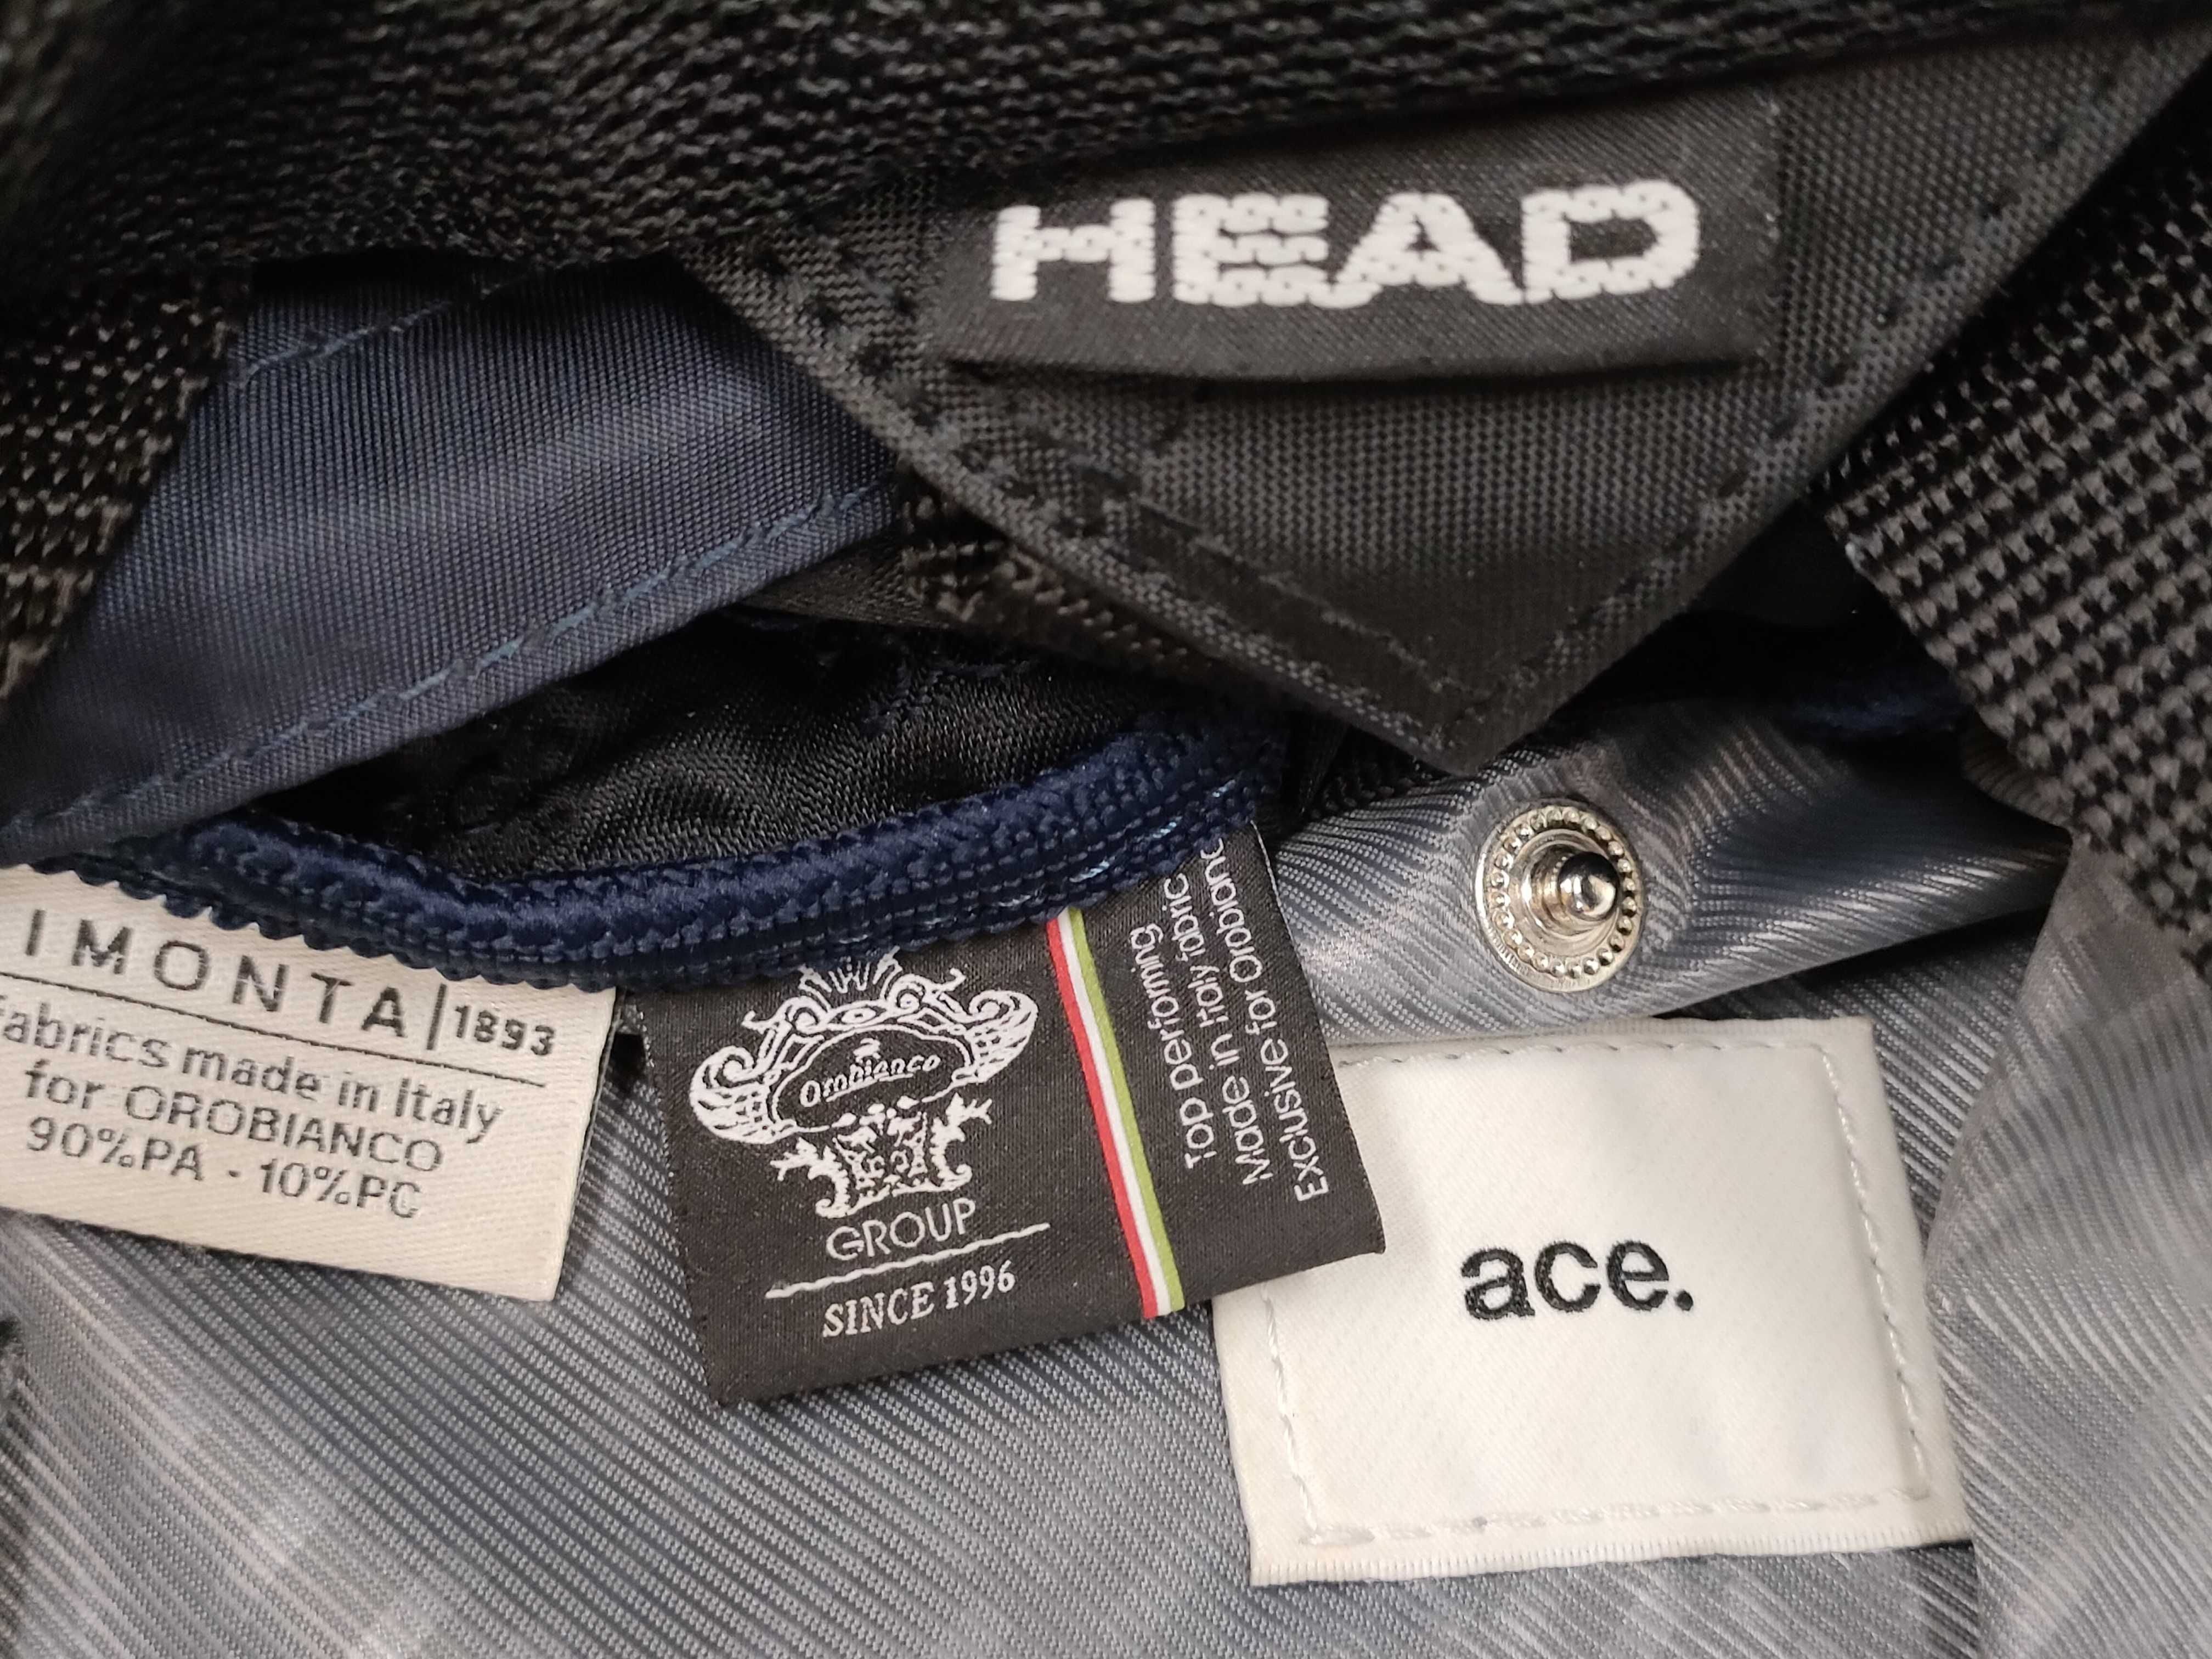 HEAD
IMONTA | 1893
fabrics made in Italy
for OROBIANCO
90%PA - 10%PC
Orobianco
GROUP
SINCE 1996
Top performing
Made in Italy fabric
Exclusive for Orobianc
ace.